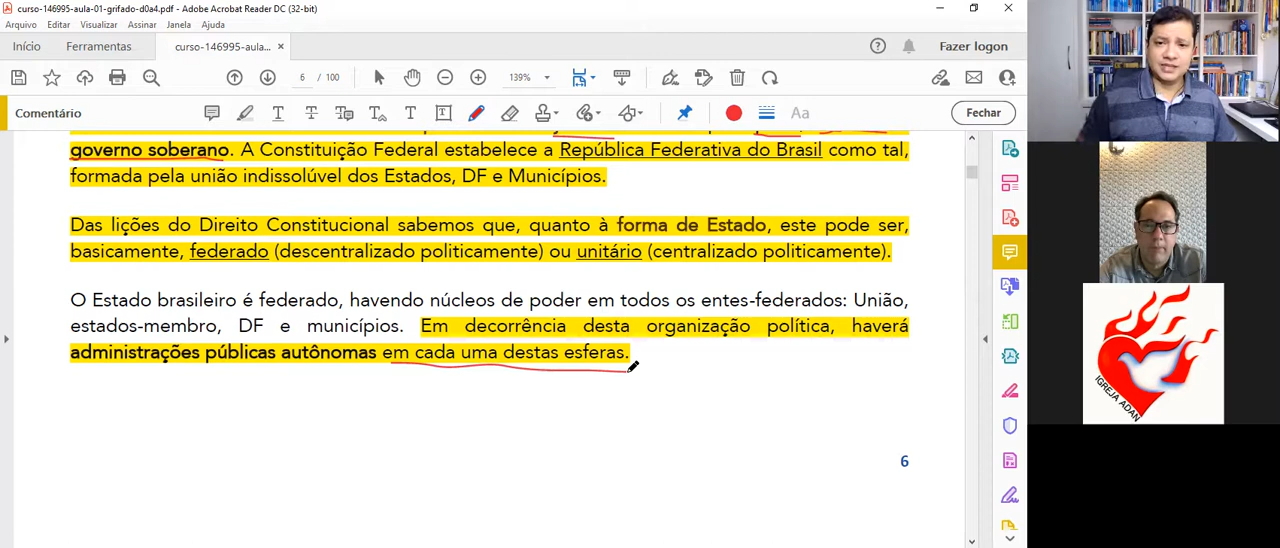 curso-146995-aula-01-grifado-d0a4.pdf - Adobe Acrobat Reader DC (32-bit)
Arquivo Editar Visualizar Assinar Janela Ajuda
Início Ferramentas curso-146995-aula... × Fazer logon
6 / 100 139%
Comentário Aa Fechar
governo soberano. A Constituição Federal estabelece a República Federativa do Brasil como tal,
formada pela união indissolúvel dos Estados, DF e Municípios.
Das lições do Direito Constitucional sabemos que, quanto à forma de Estado, este pode ser,
basicamente, federado (descentralizado politicamente) ou unitário (centralizado politicamente).
O Estado brasileiro é federado, havendo núcleos de poder em todos os entes-federados: União,
estados-membro, DF e municípios. Em decorrência desta organização política, haverá
administrações públicas autônomas em cada uma destas esferas.
6
IGREJA ADAN